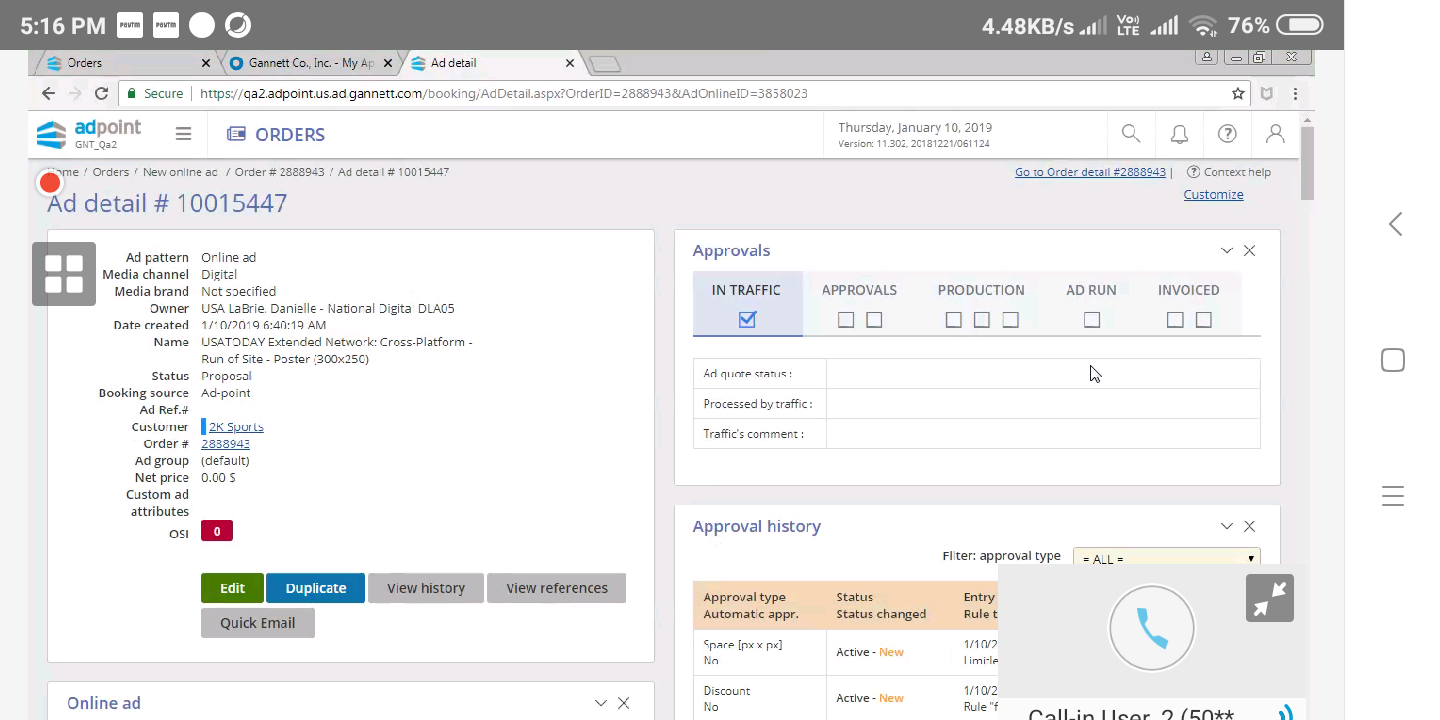 5:16 PM Paytm Paytm 4.48KB/s Vo) LTE 76%
Orders Gannett Co., Inc. - My Ap Ad detail
Secure https://qa2.adpoint.us.ad.gannett.com/booking/AdDetail.aspx?OrderID=2888943&AdOnlineID=3858023
adpoint
GNT_Qa2
ORDERS
Thursday, January 10, 2019
Version: 11.302, 20181221/061124
Home / Orders / New online ad / Order # 2888943 / Ad detail # 10015447
Go to Order detail #2888943 | Context help
Customize
Ad detail # 10015447
Ad pattern Online ad
Media channel Digital
Media brand Not specified
Owner USA LaBrie, Danielle - National Digital DLA05
Date created 1/10/2019 6:40:19 AM
Name USATODAY Extended Network: Cross-Platform -
Run of Site - Poster (300x250)
Status Proposal
Booking source Ad-point
Ad Ref.#
Customer 2K Sports
Order # 2888943
Ad group (default)
Net price 0.00 $
Custom ad
attributes
OSI 0
Edit Duplicate View history View references
Quick Email
Online ad
Approvals
IN TRAFFIC APPROVALS PRODUCTION AD RUN INVOICED
Ad quote status :
Processed by traffic :
Traffic's comment :
Approval history
Filter: approval type = ALL =
Approval type Status Entry
Automatic appr. Status changed Rule t
Space [px x px] Active - New 1/10/2
No Limitle
Discount Active - New 1/10/2
No Rule "f
Call-in User_2 (50**